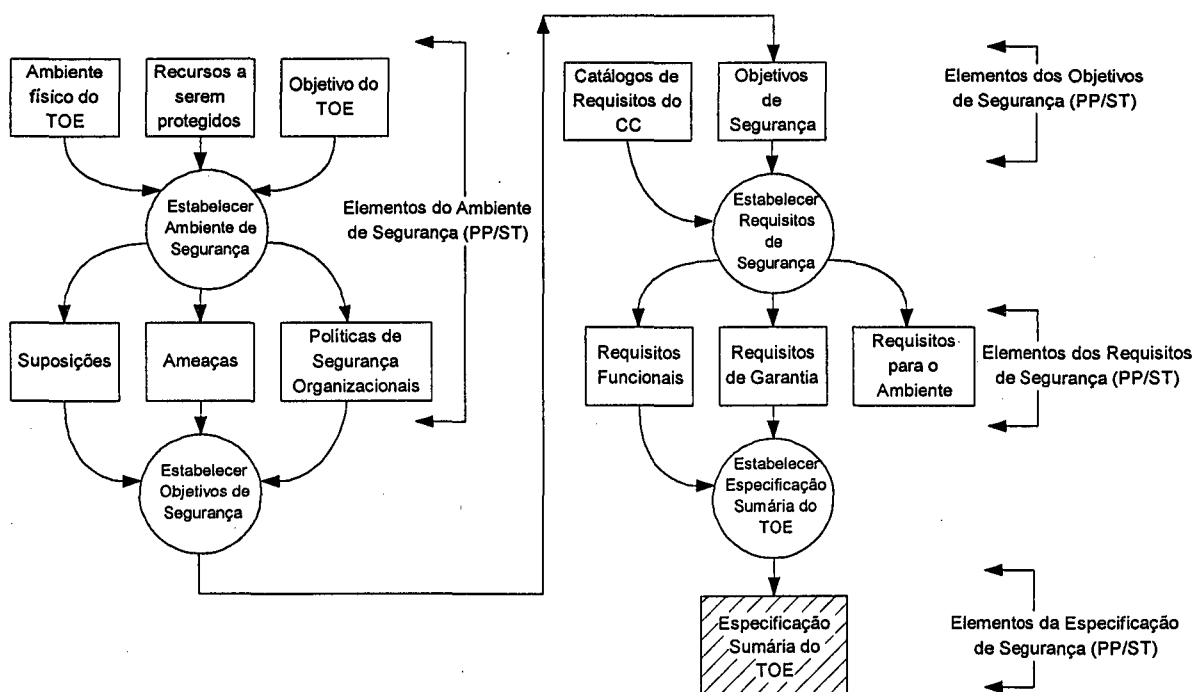 Ambiente
físico do
TOE
Recursos a
serem
protegidos
Objetivo do
TOE
Estabelecer
Ambiente de
Segurança
Elementos do Ambiente
de Segurança (PP/ST)
Suposições
Ameaças
Políticas de
Segurança
Organizacionais
Estabelecer
Objetivos de
Segurança
Catálogos de
Requisitos do
CC
Objetivos
de
Segurança
Elementos dos Objetivos
de Segurança (PP/ST)
Estabelecer
Requisitos
de
Segurança
Requisitos
Funcionais
Requisitos
de Garantia
Requisitos
para o
Ambiente
Elementos dos Requisitos
de Segurança (PP/ST)
Estabelecer
Especificação
Sumária do
TOE
Especificação
Sumária do
TOE
Elementos da Especificação
de Segurança (PP/ST)